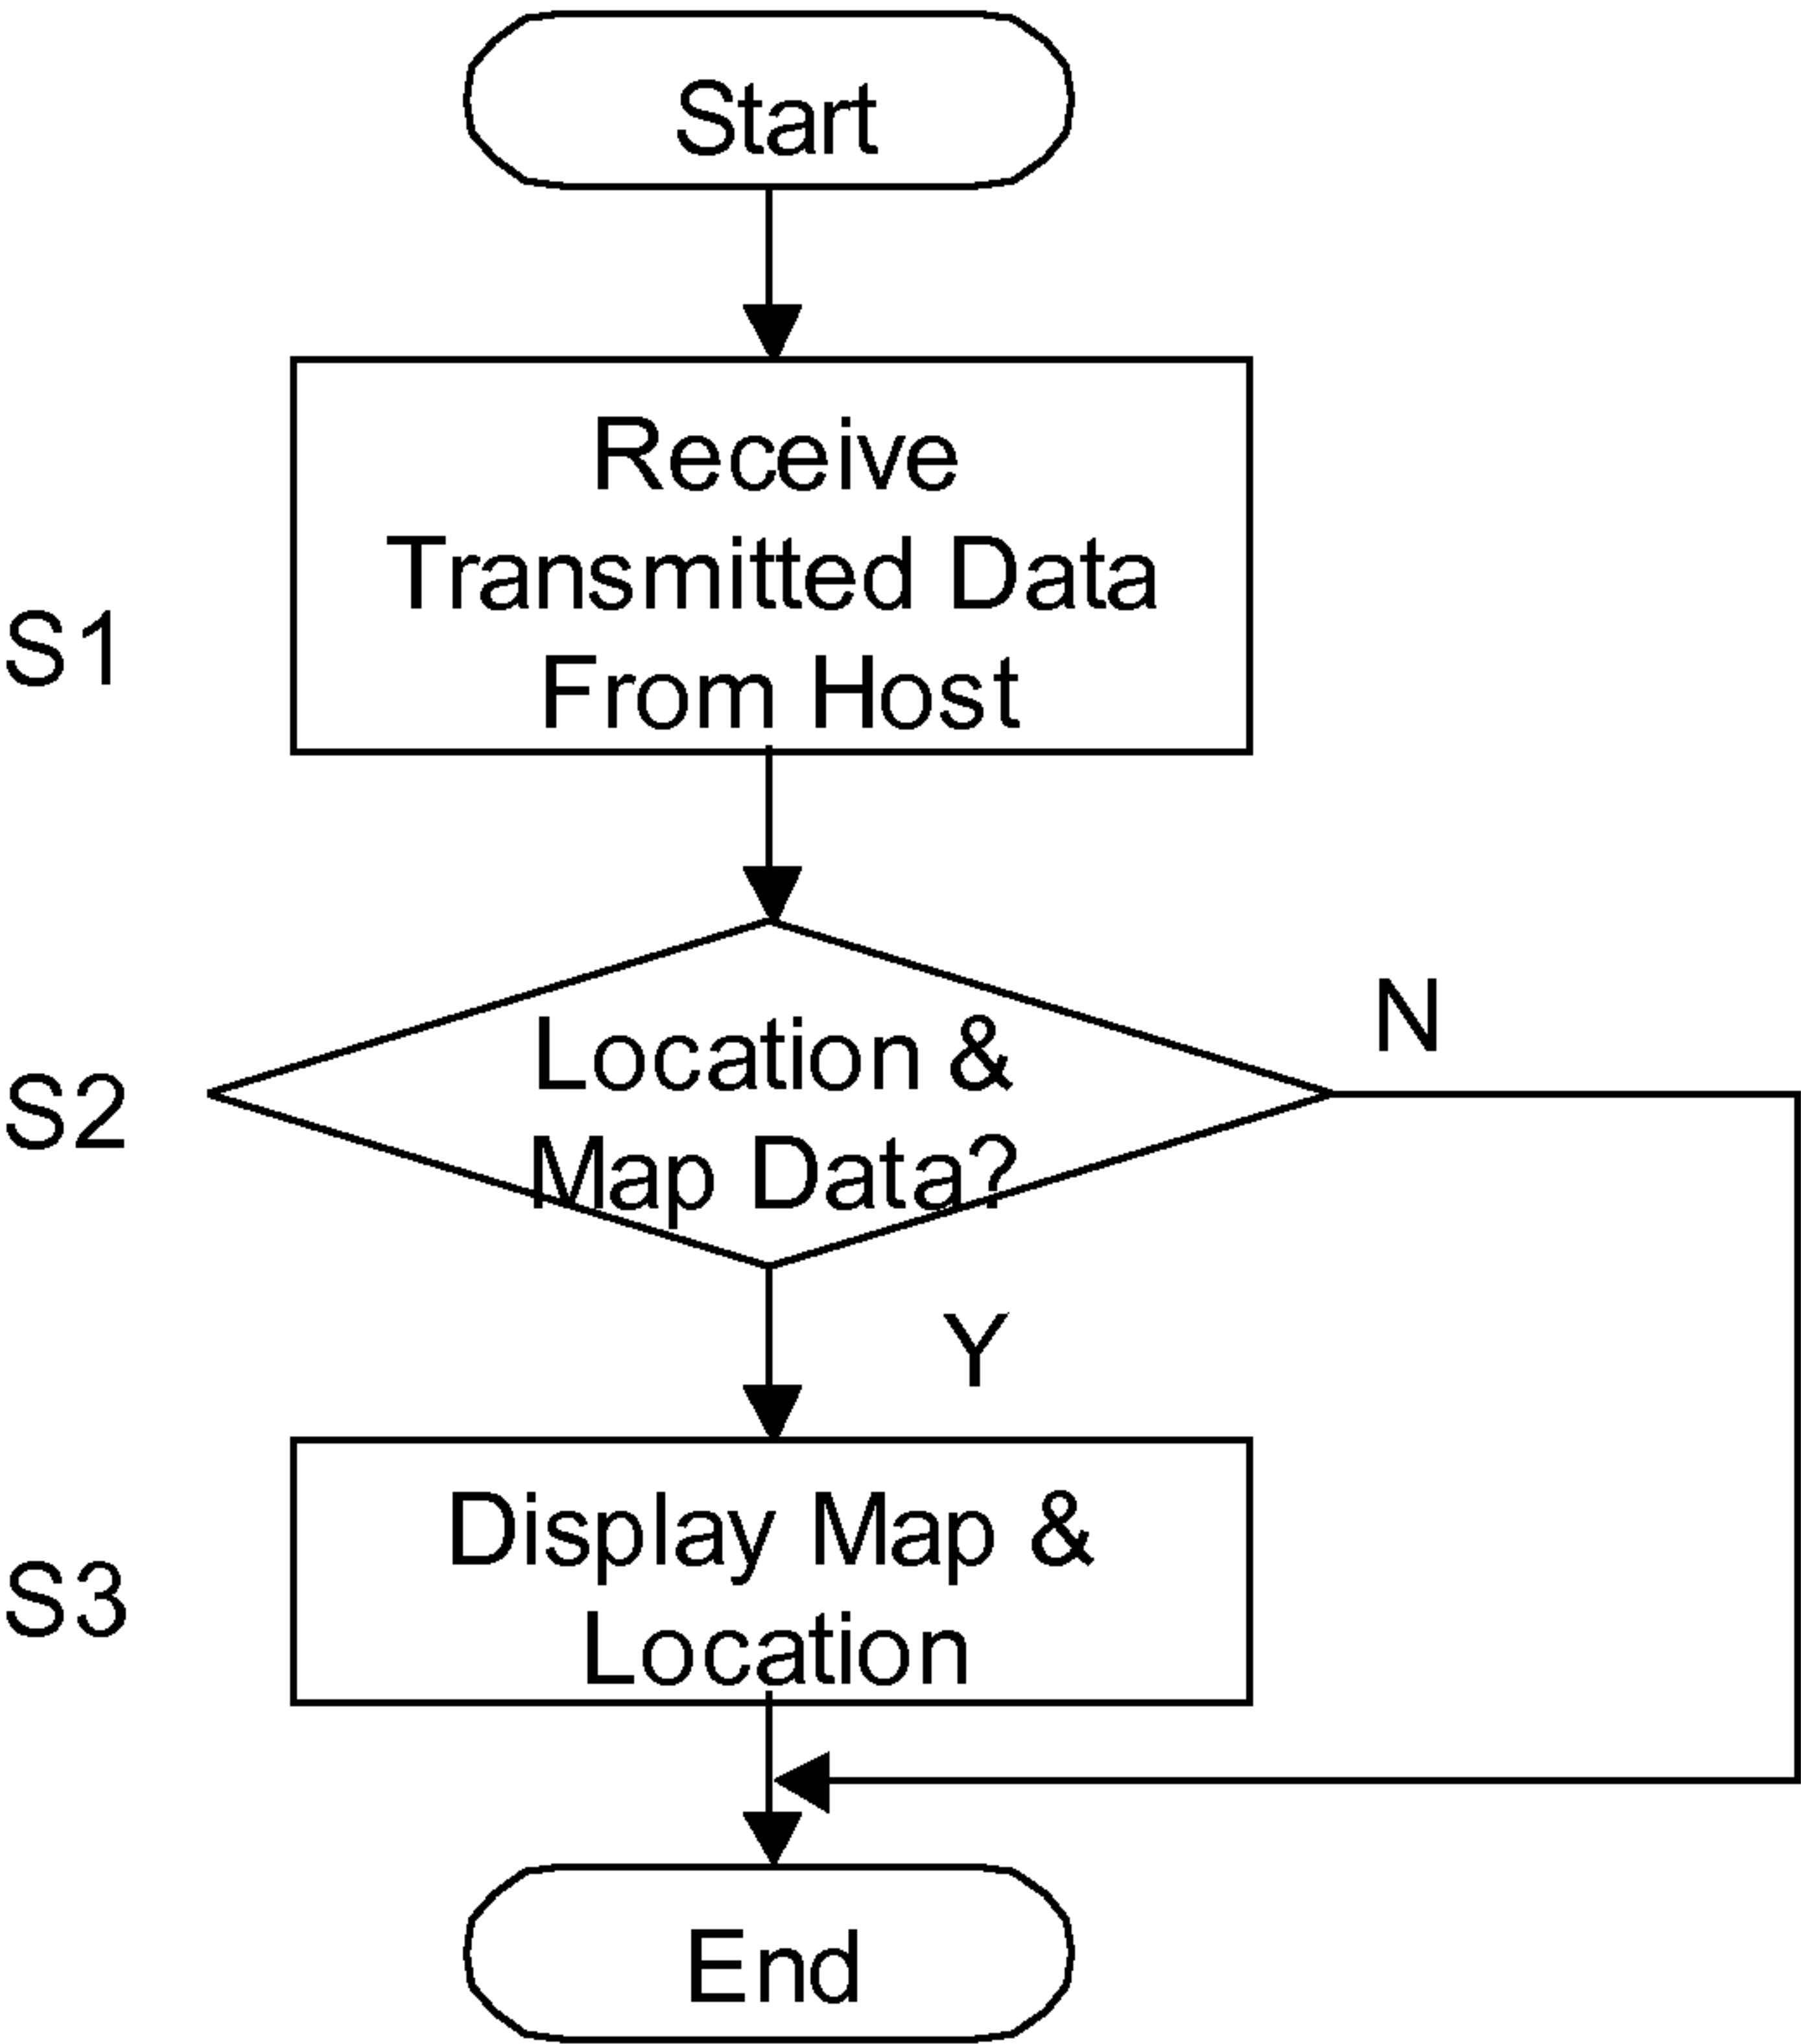 Start
Receive
Transmitted Data
From Host
S1
Location &
Map Data?
N
S2
Y
Display Map &
Location
S3
End